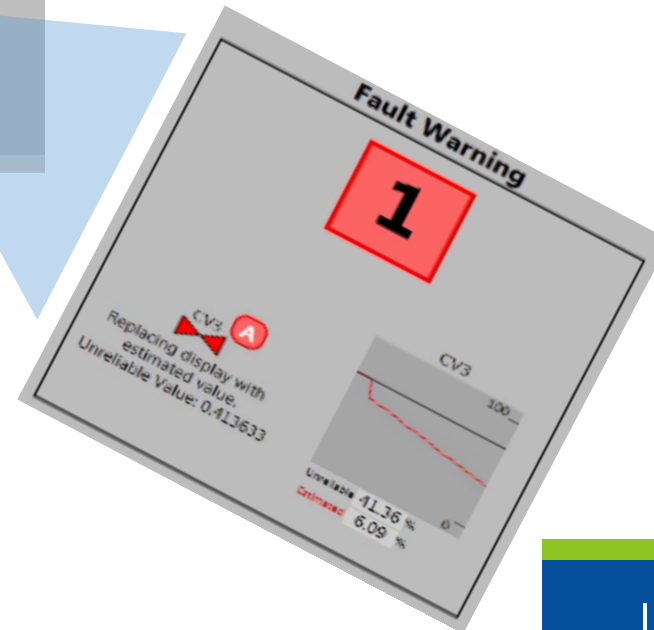 Fault Warning
1
CV3
A
Replacing display with
estimated value.
Unreliable Value: 0.413633
CV3
100
0
Unreliable 41.36 %
Estimated 6.09 %